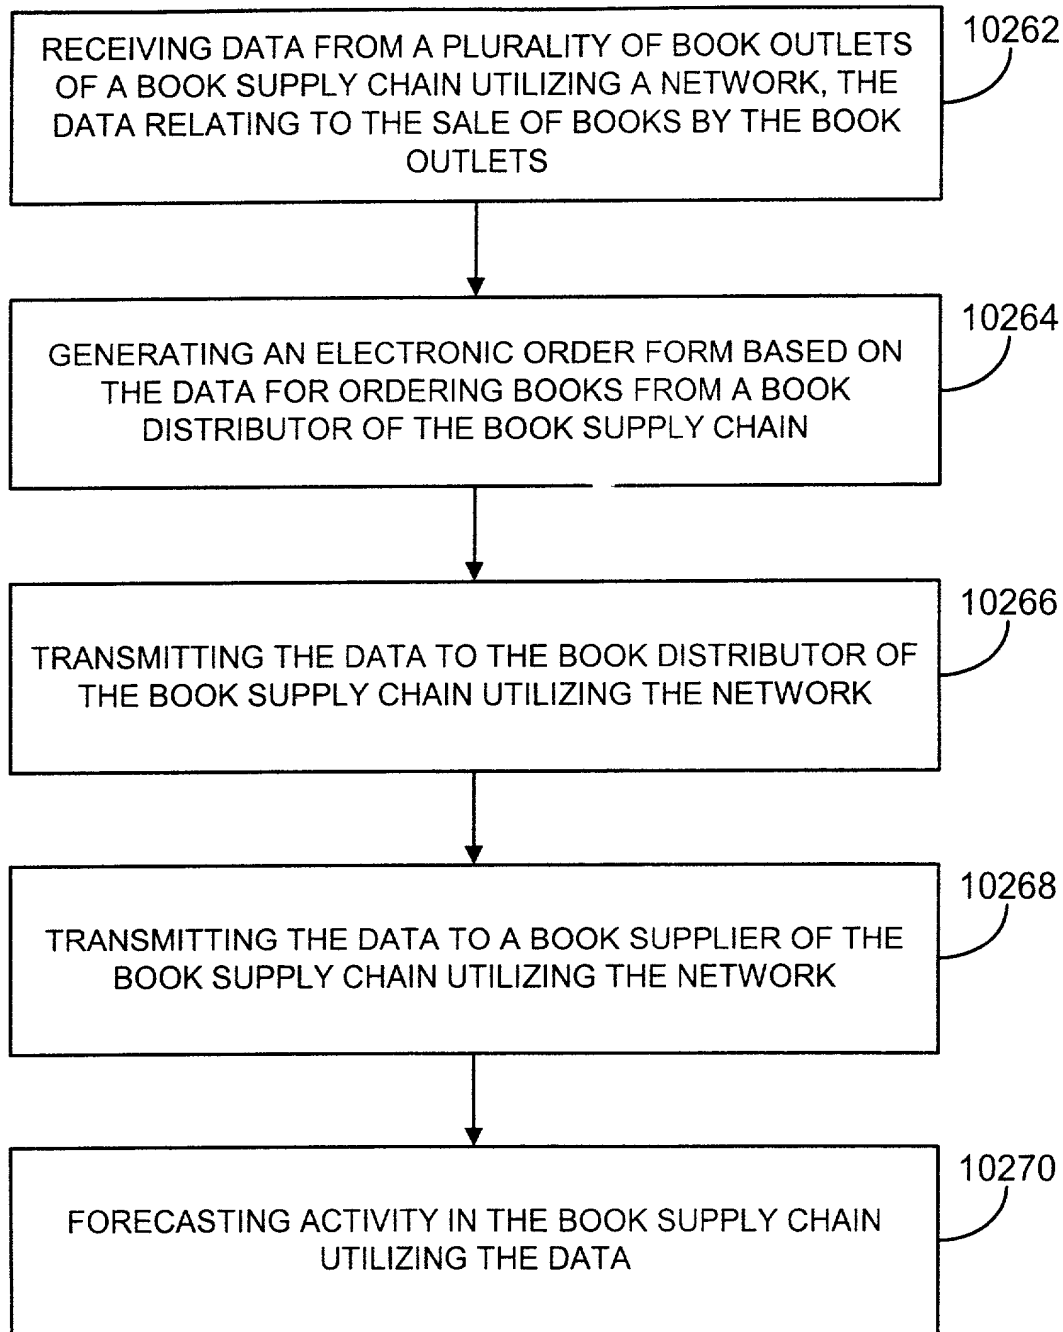 RECEIVING DATA FROM A PLURALITY OF BOOK OUTLETS
OF A BOOK SUPPLY CHAIN UTILIZING A NETWORK, THE
DATA RELATING TO THE SALE OF BOOKS BY THE BOOK
OUTLETS
10262
GENERATING AN ELECTRONIC ORDER FORM BASED ON
THE DATA FOR ORDERING BOOKS FROM A BOOK
DISTRIBUTOR OF THE BOOK SUPPLY CHAIN
10264
TRANSMITTING THE DATA TO THE BOOK DISTRIBUTOR OF
THE BOOK SUPPLY CHAIN UTILIZING THE NETWORK
10266
TRANSMITTING THE DATA TO A BOOK SUPPLIER OF THE
BOOK SUPPLY CHAIN UTILIZING THE NETWORK
10268
FORECASTING ACTIVITY IN THE BOOK SUPPLY CHAIN
UTILIZING THE DATA
10270